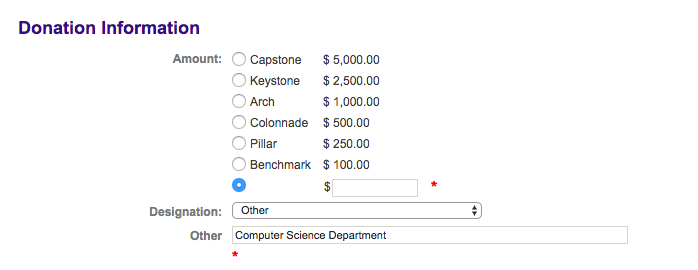 Donation Information
Amount: Capstone $ 5,000.00
Keystone $ 2,500.00
Arch $ 1,000.00
Colonnade $ 500.00
Pillar $ 250.00
Benchmark $ 100.00
$ *
Designation: Other
Other Computer Science Department
*